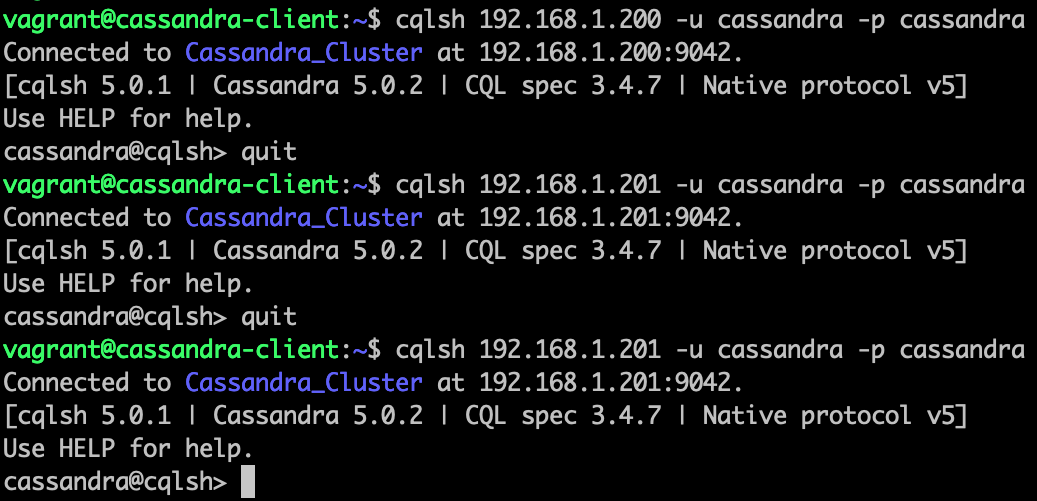 vagrant@cassandra-client:~$ cqlsh 192.168.1.200 -u cassandra -p cassandra
Connected to Cassandra_Cluster at 192.168.1.200:9042.
[cqlsh 5.0.1 | Cassandra 5.0.2 | CQL spec 3.4.7 | Native protocol v5]
Use HELP for help.
cassandra@cqlsh> quit
vagrant@cassandra-client:~$ cqlsh 192.168.1.201 -u cassandra -p cassandra
Connected to Cassandra_Cluster at 192.168.1.201:9042.
[cqlsh 5.0.1 | Cassandra 5.0.2 | CQL spec 3.4.7 | Native protocol v5]
Use HELP for help.
cassandra@cqlsh> quit
vagrant@cassandra-client:~$ cqlsh 192.168.1.201 -u cassandra -p cassandra
Connected to Cassandra_Cluster at 192.168.1.201:9042.
[cqlsh 5.0.1 | Cassandra 5.0.2 | CQL spec 3.4.7 | Native protocol v5]
Use HELP for help.
cassandra@cqlsh>